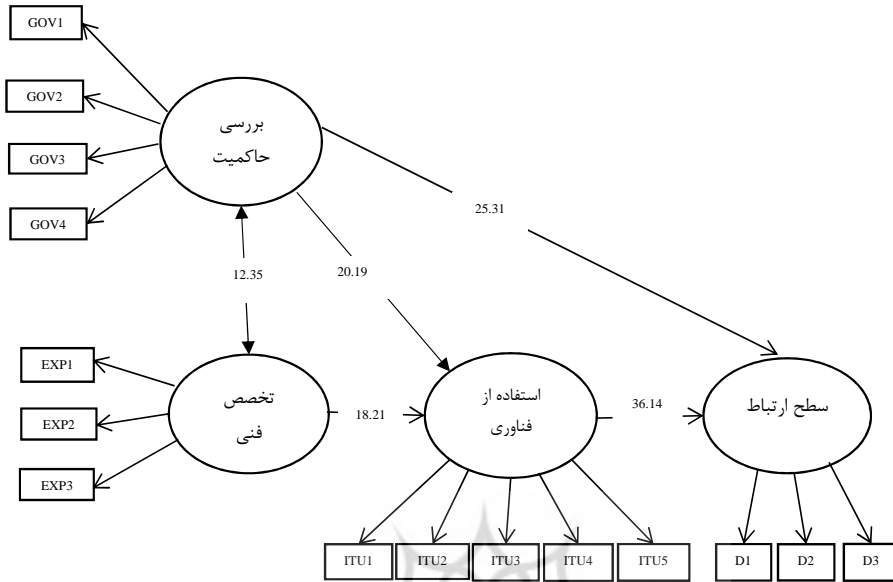 GOV1
GOV2
GOV3
GOV4
بررسی
حاکمیت
25.31
12.35
20.19
EXP1
EXP2
EXP3
تخصص
فنی
18.21
استفاده از
فناوری
36.14
سطح ارتباط
ITU1
ITU2
ITU3
ITU4
ITU5
D1
D2
D3